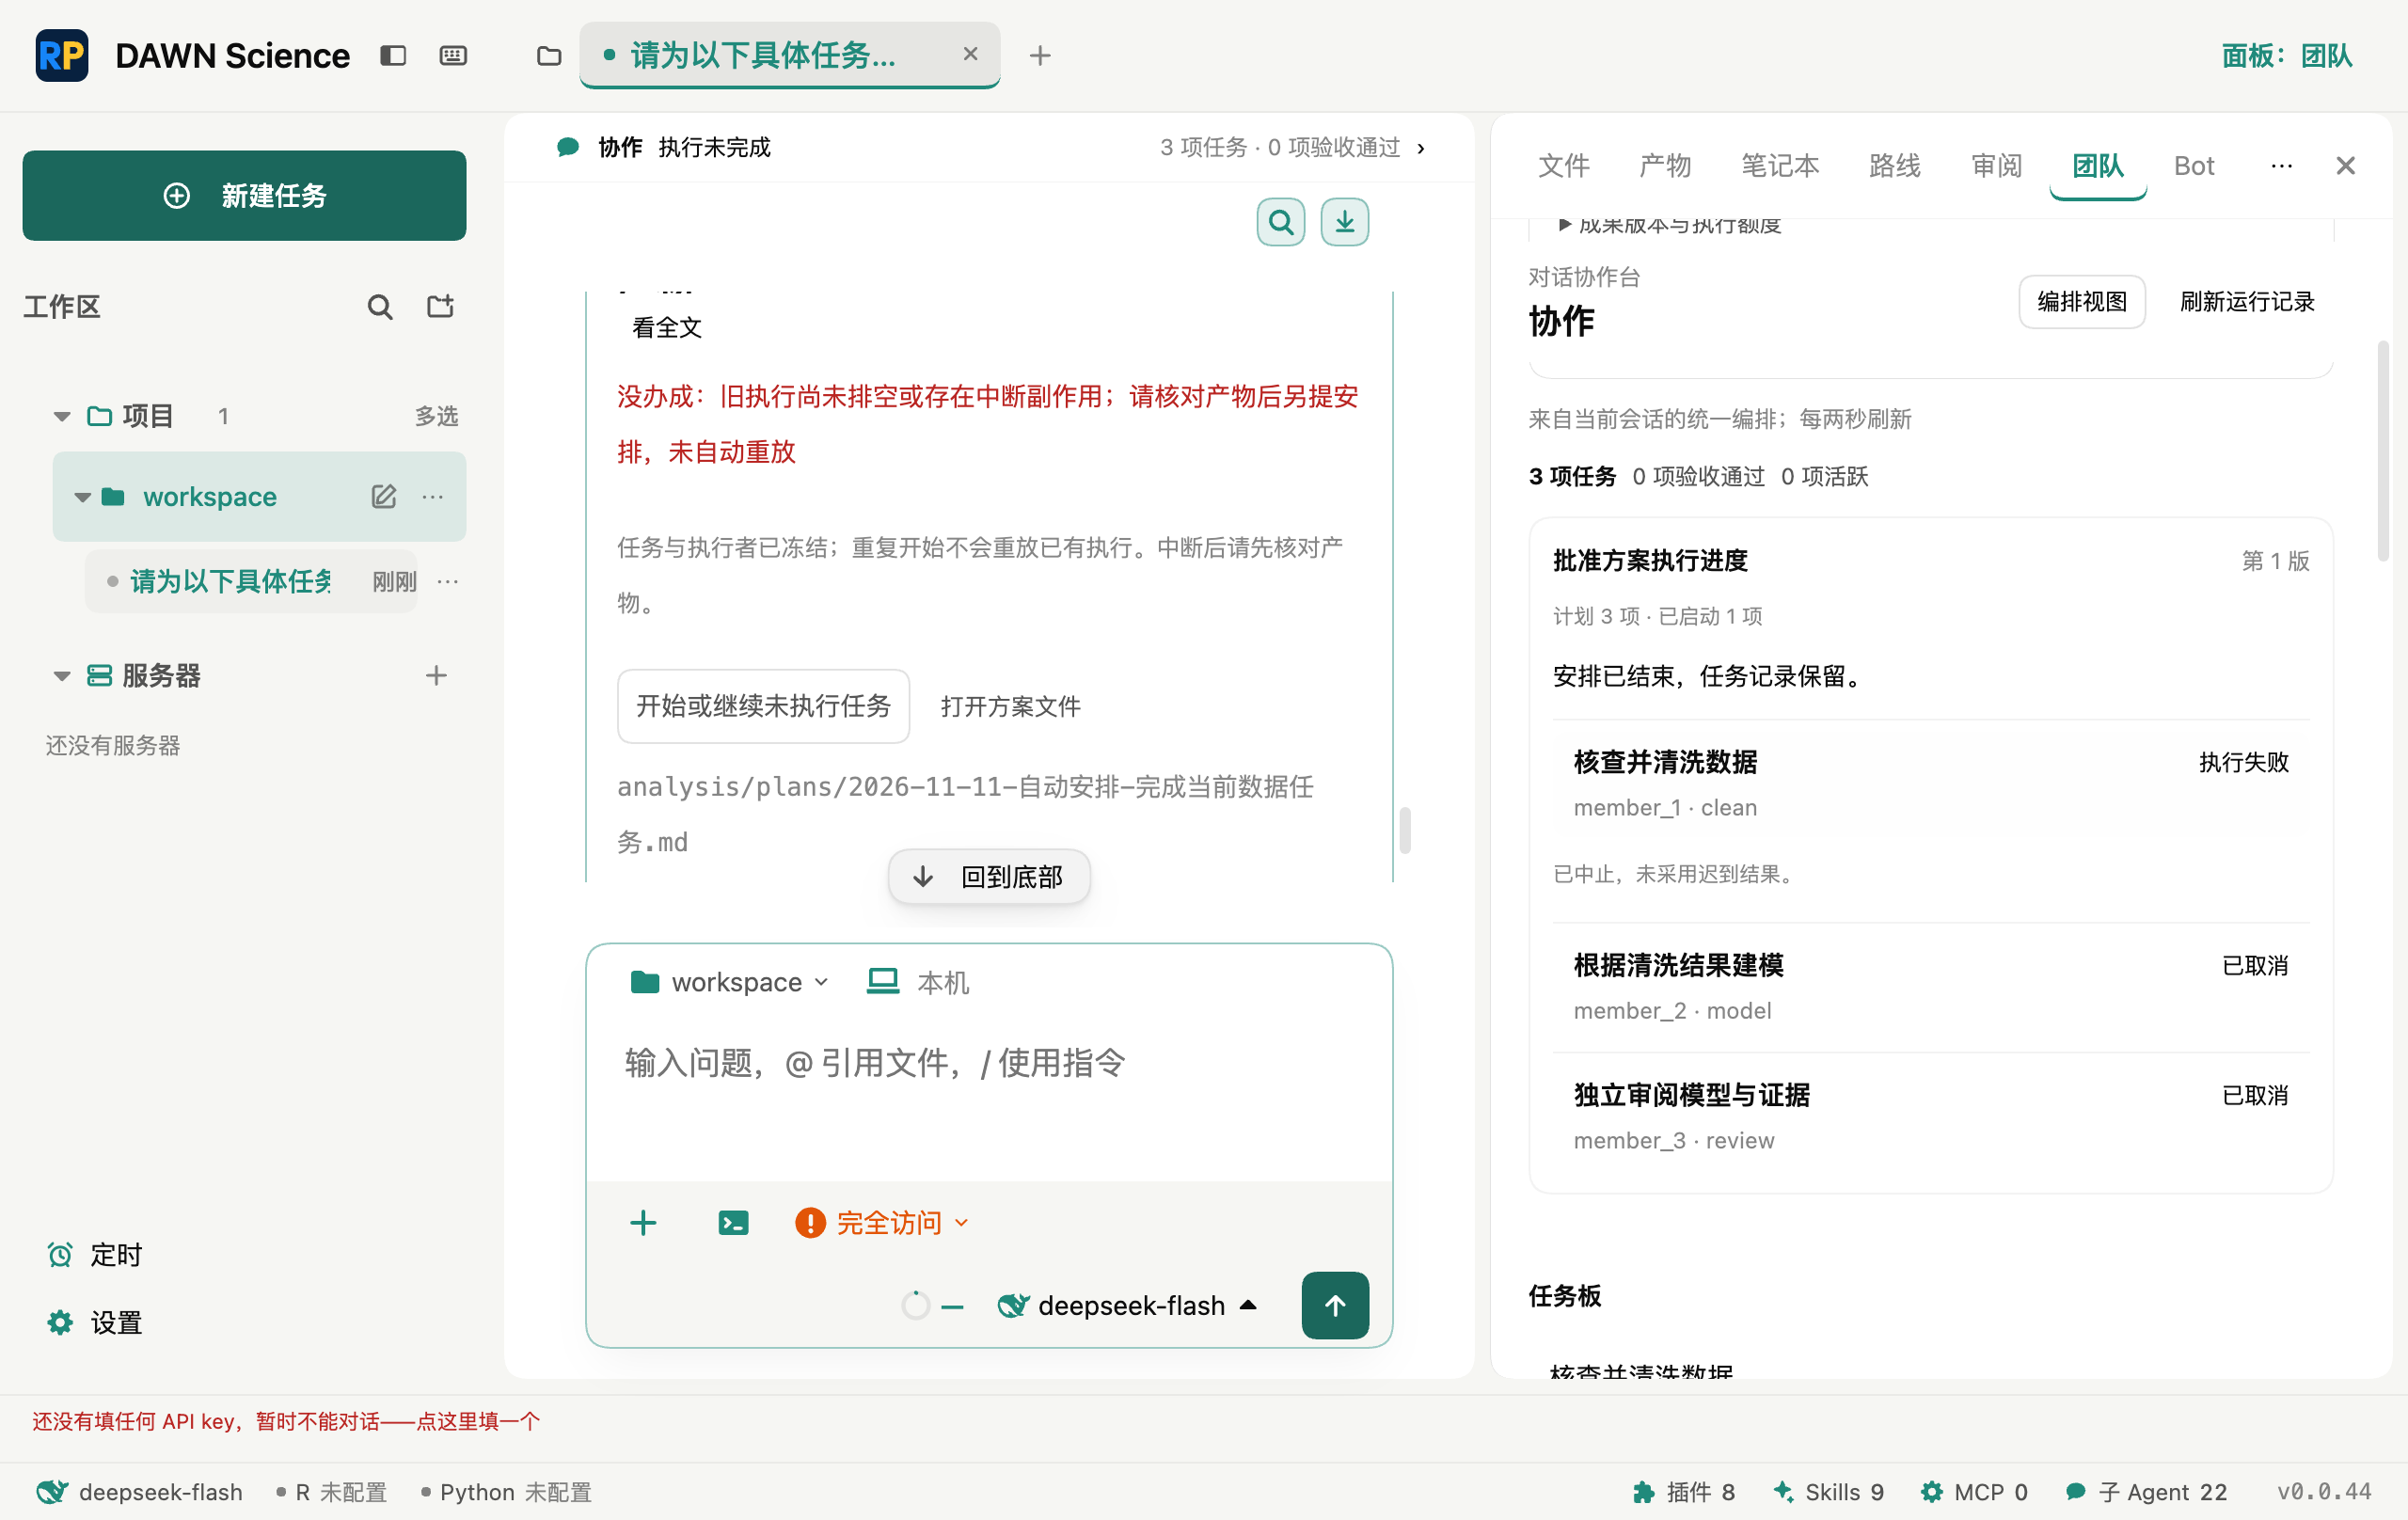 RP
DAWN Science
请为以下具体任务...
面板：团队
新建任务
工作区
项目 1 多选
workspace
请为以下具体任务 刚刚
服务器
还没有服务器
定时
设置
协作 执行未完成
3 项任务 · 0 项验收通过
看全文
没办成：旧执行尚未排空或存在中断副作用；请核对产物后另提安
排，未自动重放
任务与执行者已冻结；重复开始不会重放已有执行。中断后请先核对产
物。
开始或继续未执行任务 打开方案文件
analysis/plans/2026-11-11-自动安排-完成当前数据任
务.md
回到底部
workspace 本机
输入问题，@ 引用文件，/ 使用指令
完全访问
deepseek-flash
文件 产物 笔记本 路线 审阅 团队 Bot
成果版本与执行额度
对话协作台
协作
编排视图 刷新运行记录
来自当前会话的统一编排；每两秒刷新
3 项任务 0 项验收通过 0 项活跃
批准方案执行进度 第 1 版
计划 3 项 · 已启动 1 项
安排已结束，任务记录保留。
核查并清洗数据 执行失败
member_1 · clean
已中止，未采用迟到结果。
根据清洗结果建模 已取消
member_2 · model
独立审阅模型与证据 已取消
member_3 · review
任务板
核查并清洗数据
还没有填任何 API key，暂时不能对话——点这里填一个
deepseek-flash R 未配置 Python 未配置
插件 8 Skills 9 MCP 0 子 Agent 22 v0.0.44